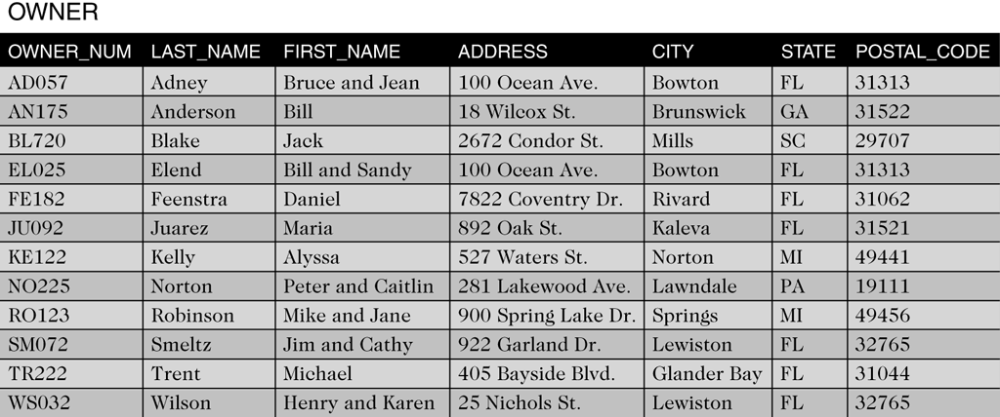 OWNER
OWNER_NUM LAST_NAME FIRST_NAME ADDRESS CITY STATE POSTAL_CODE
AD057 Adney Bruce and Jean 100 Ocean Ave. Bowton FL 31313
AN175 Anderson Bill 18 Wilcox St. Brunswick GA 31522
BL720 Blake Jack 2672 Condor St. Mills SC 29707
EL025 Elend Bill and Sandy 100 Ocean Ave. Bowton FL 31313
FE182 Feenstra Daniel 7822 Coventry Dr. Rivard FL 31062
JU092 Juarez Maria 892 Oak St. Kaleva FL 31521
KE122 Kelly Alyssa 527 Waters St. Norton MI 49441
NO225 Norton Peter and Caitlin 281 Lakewood Ave. Lawndale PA 19111
RO123 Robinson Mike and Jane 900 Spring Lake Dr. Springs MI 49456
SM072 Smeltz Jim and Cathy 922 Garland Dr. Lewiston FL 32765
TR222 Trent Michael 405 Bayside Blvd. Glander Bay FL 31044
WS032 Wilson Henry and Karen 25 Nichols St. Lewiston FL 32765